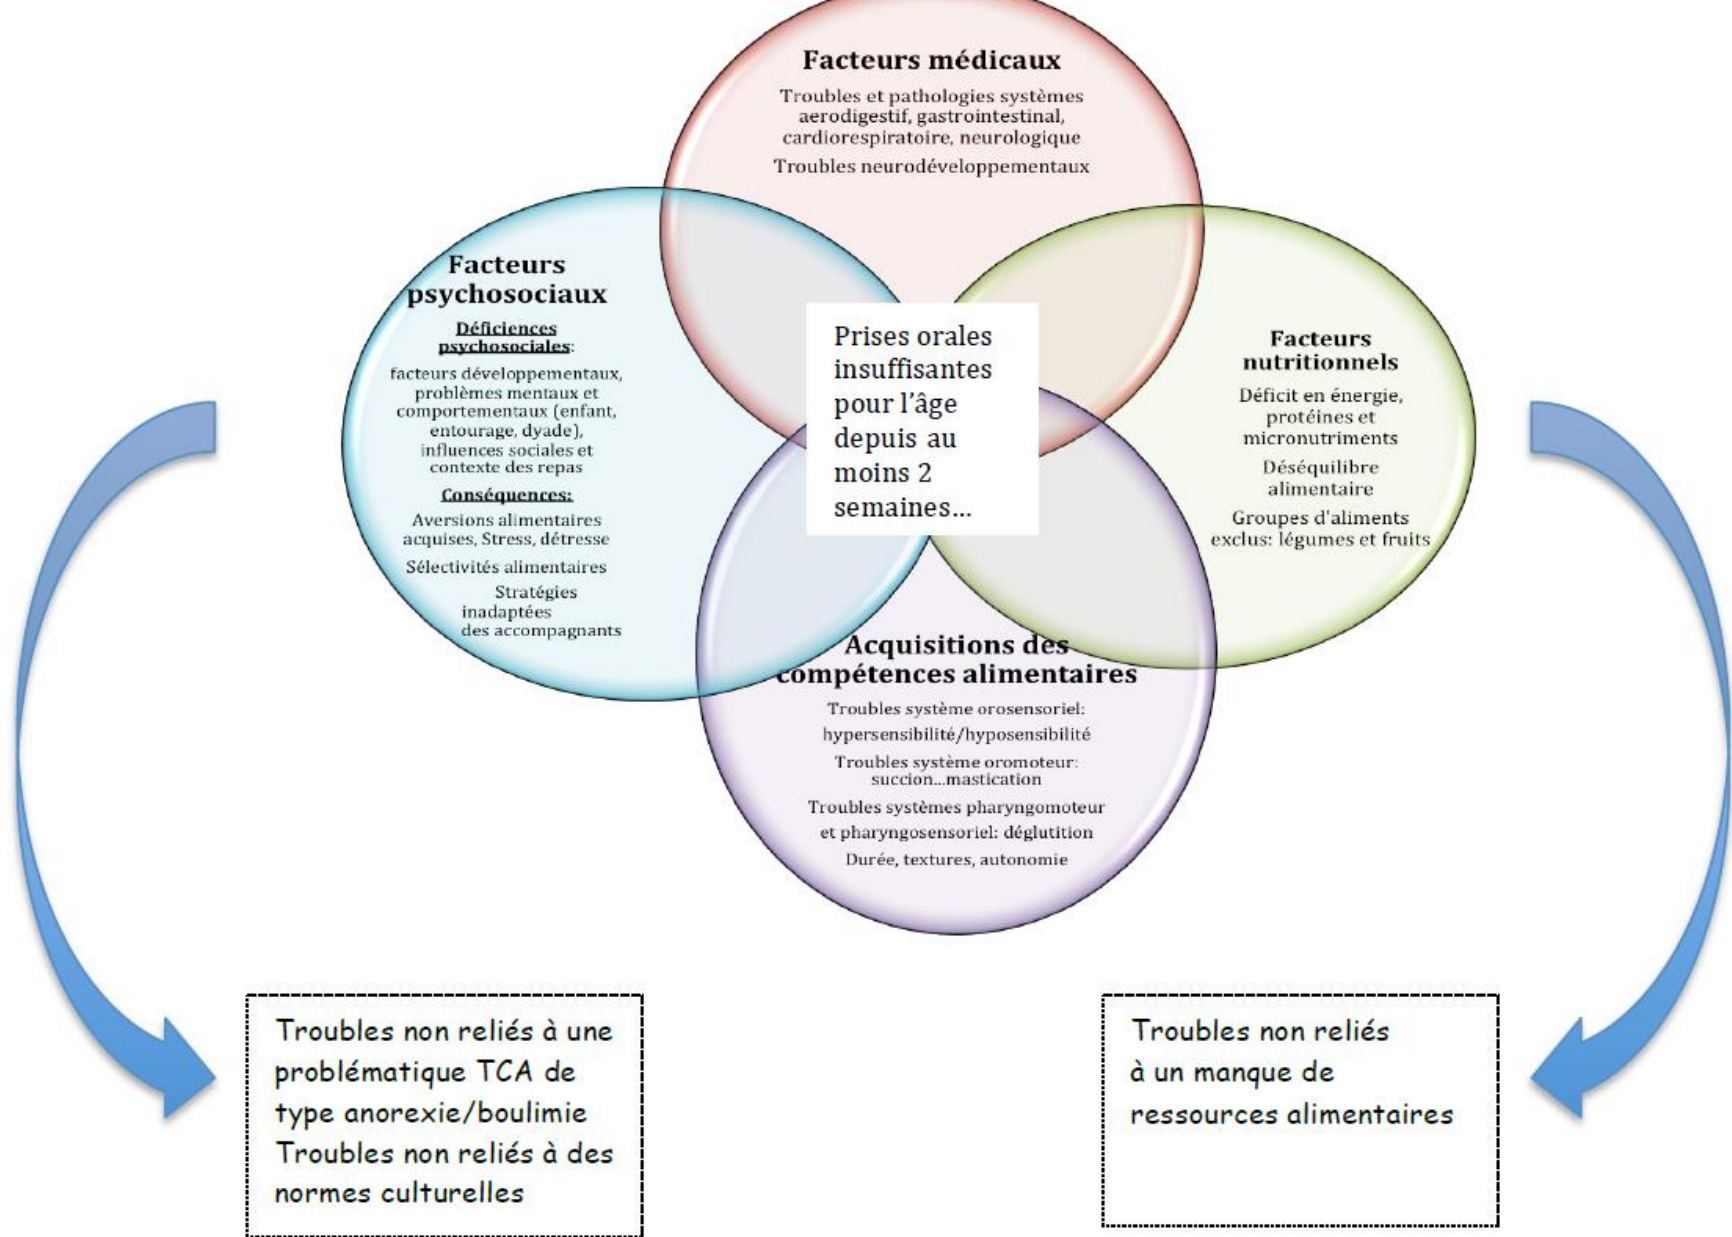 Facteurs médicaux
Troubles et pathologies systèmes
aerodigestif, gastrointestinal,
cardiorespiratoire, neurologique
Troubles neurodéveloppementaux
Facteurs
psychosociaux
Déficiences
psychosociales:
facteurs développementaux,
problèmes mentaux et
comportementaux (enfant,
entourage, dyade),
influences sociales et
contexte des repas
Conséquences:
Aversions alimentaires
acquises, Stress, détresse
Sélectivités alimentaires
Stratégies
inadaptées
des accompagnants
Prises orales
insuffisantes
pour l'âge
depuis au
moins 2
semaines...
Facteurs
nutritionnels
Déficit en énergie,
protéines et
micronutriments
Déséquilibre
alimentaire
Groupes d'aliments
exclus: légumes et fruits
Acquisitions des
compétences alimentaires
Troubles système orosensoriel:
hypersensibilité/hyposensibilité
Troubles système oromoteur:
succion...mastication
Troubles systèmes pharyngomoteur
et pharyngosensoriel: déglutition
Durée, textures, autonomie
Troubles non reliés à une
problématique TCA de
type anorexie/boulimie
Troubles non reliés à des
normes culturelles
Troubles non reliés
à un manque de
ressources alimentaires